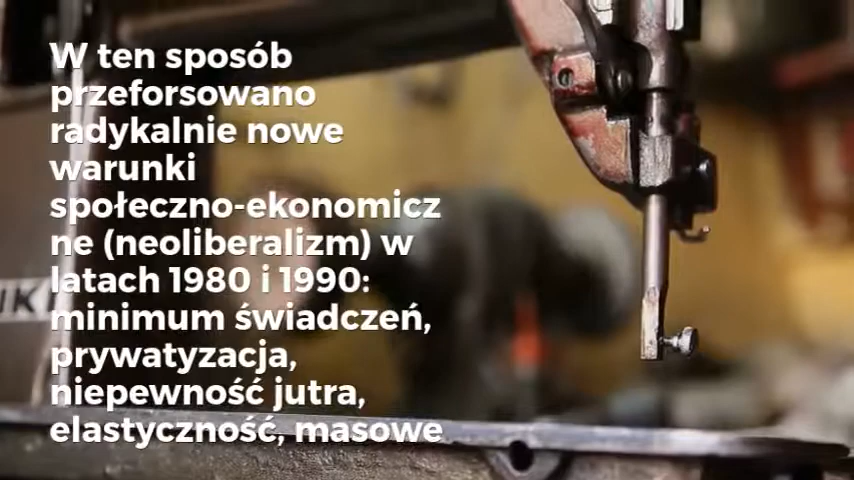 W ten sposób
przeforsowano
radykalnie nowe
warunki
społeczno-ekonomicz
ne (neoliberalizm) w
latach 1980 i 1990:
minimum świadczeń,
prywatyzacja,
niepewność jutra,
elastyczność, masowe